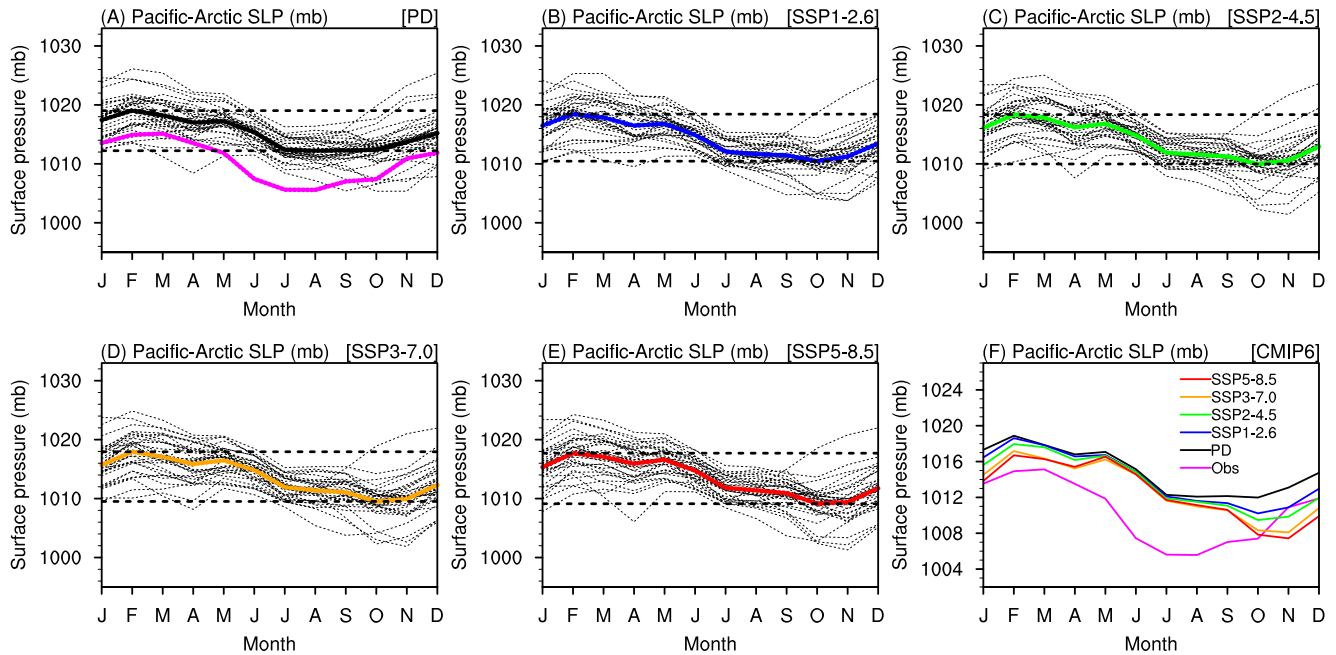 (A) Pacific-Arctic SLP (mb) [PD]
Surface pressure (mb)
1030
1020
1010
1000
J F M A M J J A S O N D
Month
(B) Pacific-Arctic SLP (mb) [SSP1-2.6]
Surface pressure (mb)
1030
1020
1010
1000
J F M A M J J A S O N D
Month
(C) Pacific-Arctic SLP (mb) [SSP2-4.5]
Surface pressure (mb)
1030
1020
1010
1000
J F M A M J J A S O N D
Month
(D) Pacific-Arctic SLP (mb) [SSP3-7.0]
Surface pressure (mb)
1030
1020
1010
1000
J F M A M J J A S O N D
Month
(E) Pacific-Arctic SLP (mb) [SSP5-8.5]
Surface pressure (mb)
1030
1020
1010
1000
J F M A M J J A S O N D
Month
(F) Pacific-Arctic SLP (mb) [CMIP6]
Surface pressure (mb)
1024
1020
1016
1012
1008
1004
SSP5-8.5
SSP3-7.0
SSP2-4.5
SSP1-2.6
PD
Obs
J F M A M J J A S O N D
Month